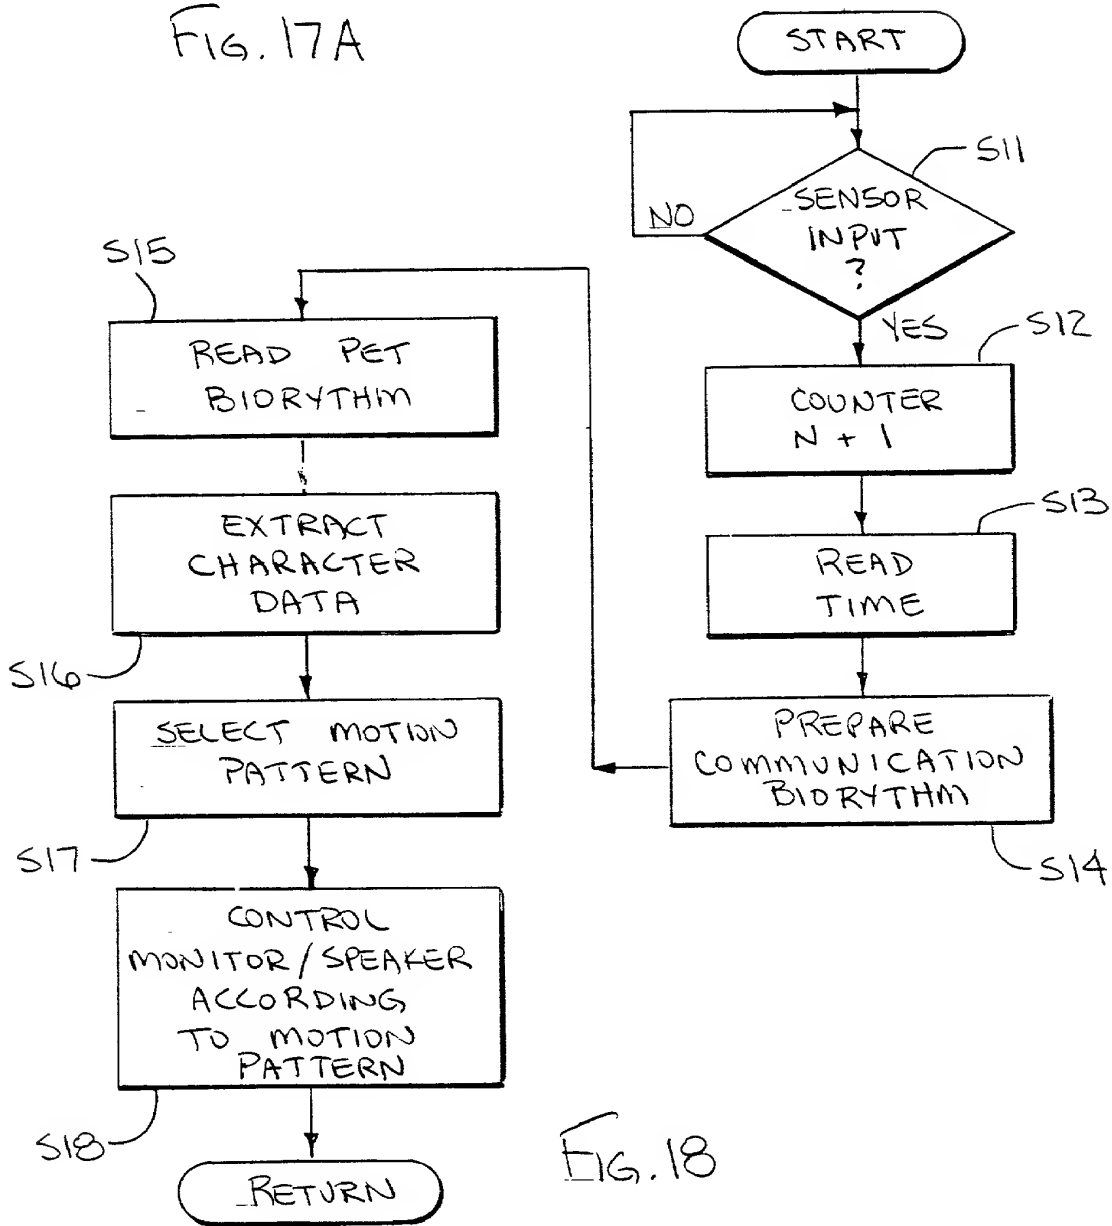 FIG. 17A
START
S11
SENSOR
INPUT
?
NO
YES
S12
COUNTER
N + 1
S13
READ
TIME
PREPARE
COMMUNICATION
BIORYTHM
S14
S15
READ PET
BIORYTHM
EXTRACT
CHARACTER
DATA
S16
SELECT MOTION
PATTERN
S17
CONTROL
MONITOR/SPEAKER
ACCORDING
TO MOTION
PATTERN
S18
RETURN
FIG. 18